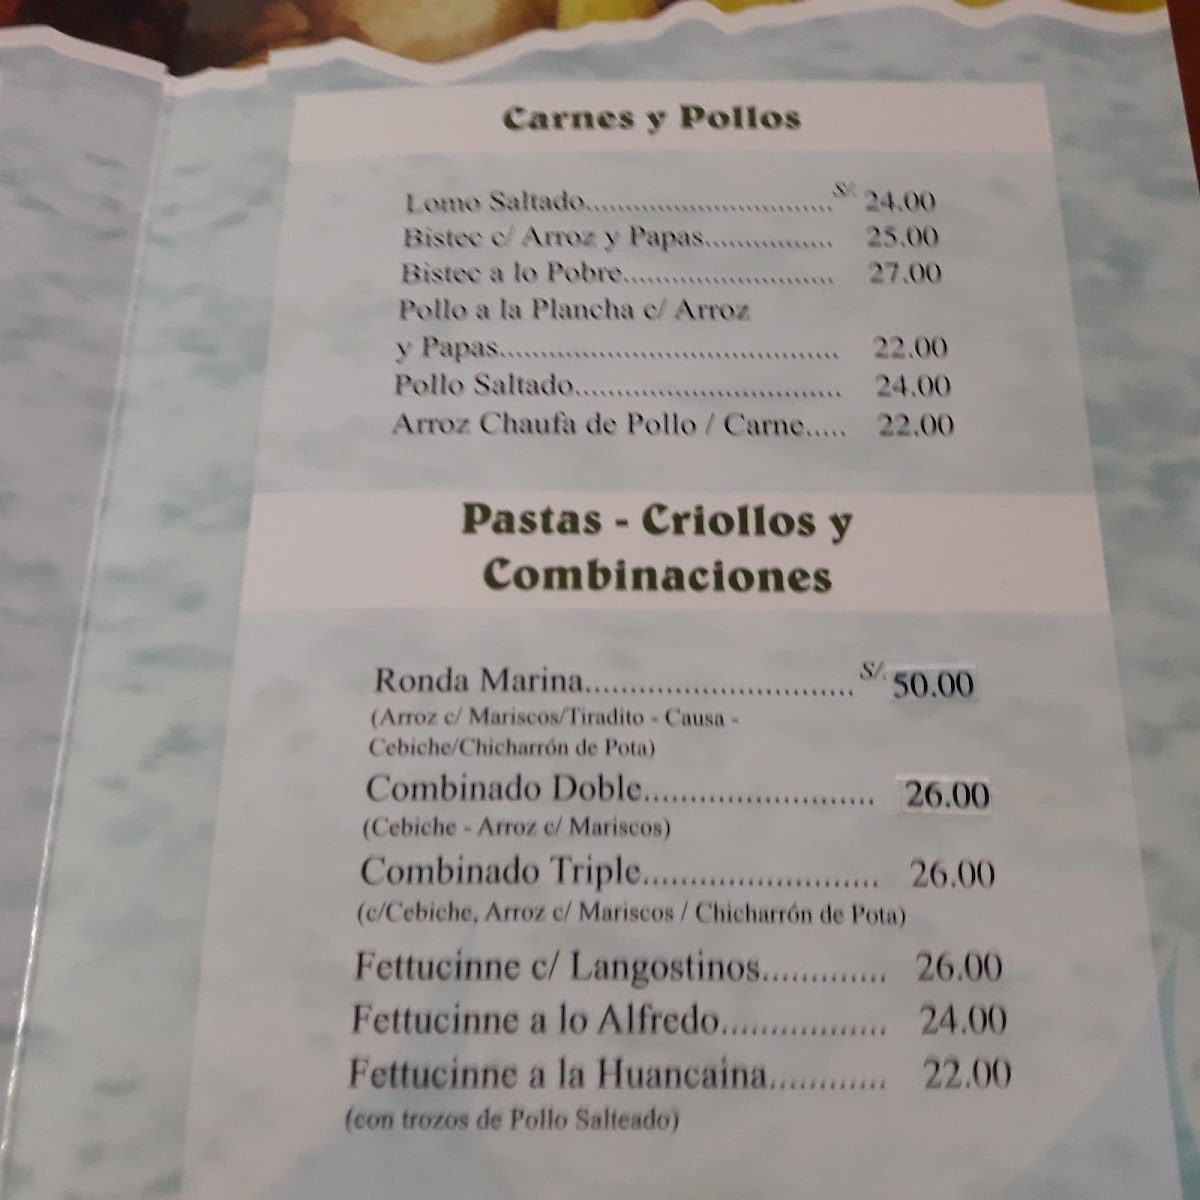 Carnes y Pollos
Lomo Saltado............................... S/. 24.00
Bistec c/ Arroz y Papas................ 25.00
Bistec a lo Pobre.......................... 27.00
Pollo a la Plancha c/ Arroz
y Papas......................................... 22.00
Pollo Saltado................................ 24.00
Arroz Chaufa de Pollo / Carne..... 22.00
Pastas - Criollos y
Combinaciones
Ronda Marina.............................. S/. 50.00
(Arroz c/ Mariscos/Tiradito - Causa -
Cebiche/Chicharrón de Pota)
Combinado Doble......................... 26.00
(Cebiche - Arroz c/ Mariscos)
Combinado Triple......................... 26.00
(c/Cebiche, Arroz c/ Mariscos / Chicharrón de Pota)
Fettucinne c/ Langostinos............. 26.00
Fettucinne a lo Alfredo................. 24.00
Fettucinne a la Huancaina............ 22.00
(con trozos de Pollo Salteado)